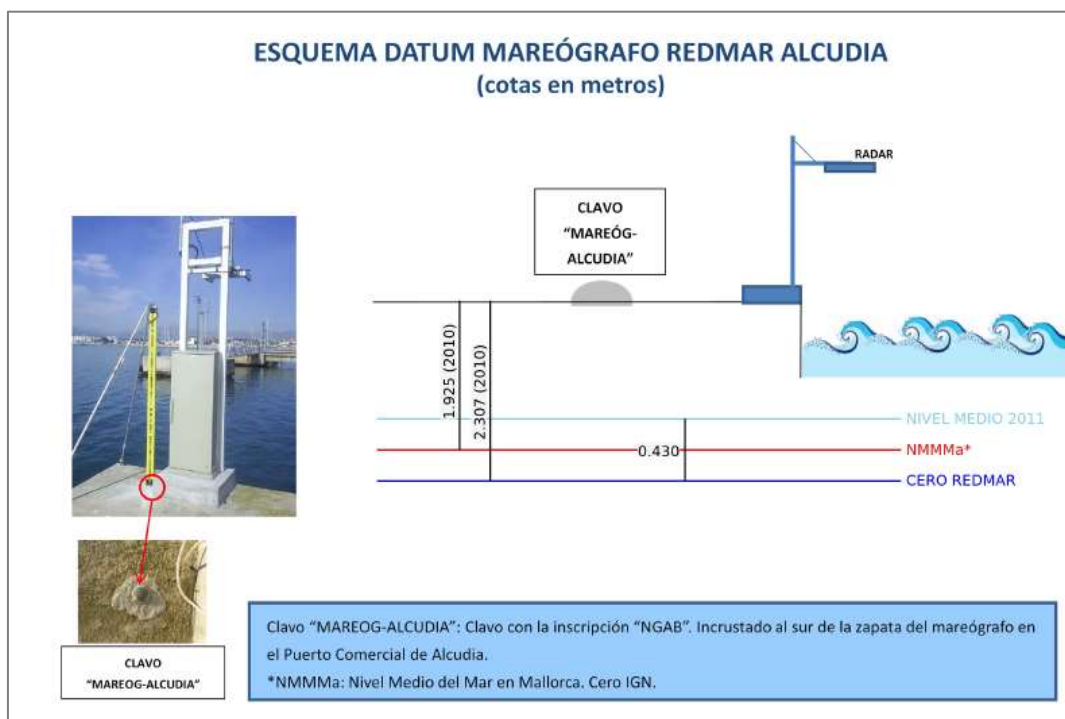 ESQUEMA DATUM MAREÓGRAFO REDMAR ALCUDIA
(cotas en metros)
RADAR
CLAVO
“MAREÓG-
ALCUDIA”
1.925 (2010)
2.307 (2010)
0.430
NIVEL MEDIO 2011
NMMMa*
CERO REDMAR
CLAVO
“MAREOG-ALCUDIA”
Clavo “MAREOG-ALCUDIA”: Clavo con la inscripción “NGAB”. Incrustado al sur de la zapata del mareógrafo en
el Puerto Comercial de Alcudia.
*NMMMa: Nivel Medio del Mar en Mallorca. Cero IGN.